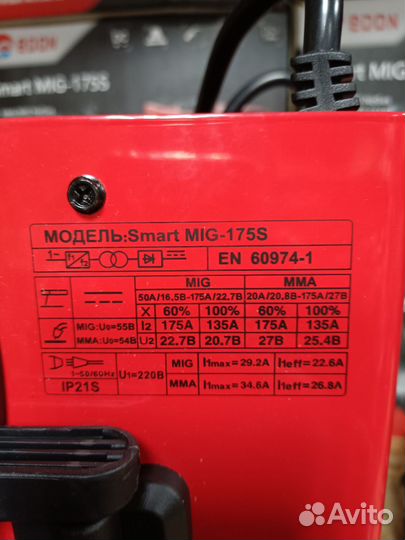 EDON
EDON
Smart MIG-175S
МОДЕЛЬ:Smart MIG-175S
1~
EN 60974-1
MIG MMA
50A/16.5B-175A/22.7B 20A/20,8B-175A/27B
X 60% 100% 60% 100%
MIG:U₀=55B I2 175A 135A 175A 135A
MMA:U₀=54B U2 22.7B 20.7B 27B 25.4B
1~50/60Hz U1=220B MIG I1max=29.2A I1eff=22.6A
IP21S MMA I1max=34.6A I1eff=26.8A
Avito